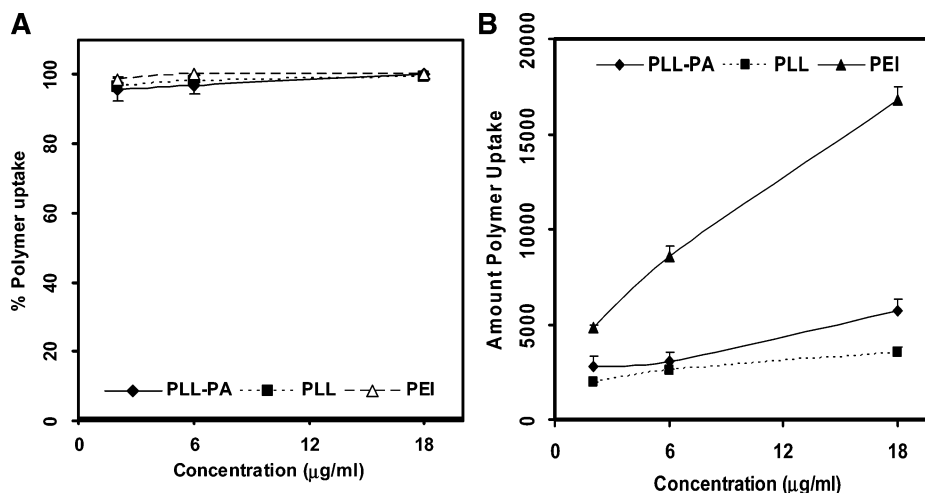 A
% Polymer uptake
100
80
60
40
20
0
PLL-PA PLL PEI
0 6 12 18
Concentration (μg/ml)
B
Amount Polymer Uptake
20000
15000
10000
5000
0
PLL-PA PLL PEI
0 6 12 18
Concentration (μg/ml)